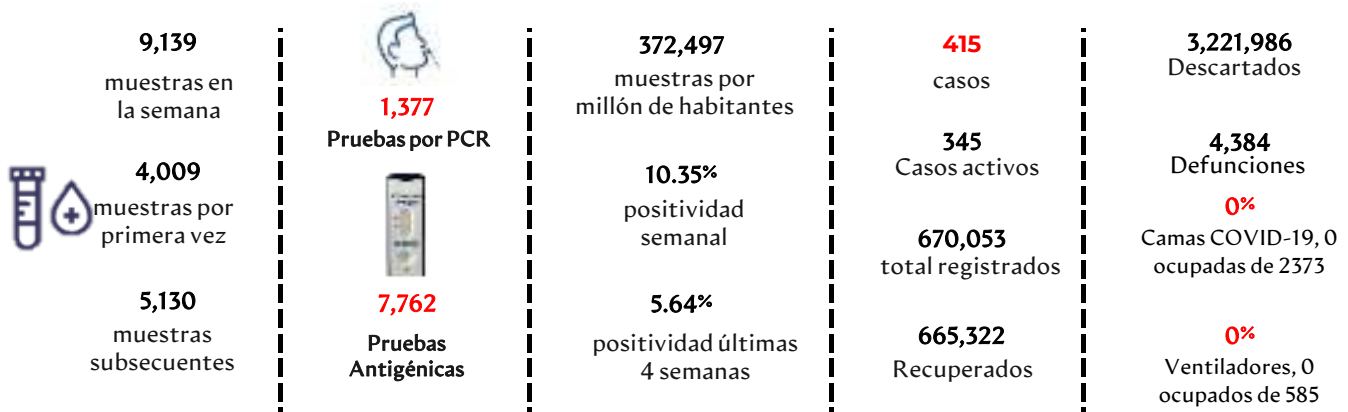 9,139
muestras en
la semana
4,009
muestras por
primera vez
5,130
muestras
subsecuentes
1,377
Pruebas por PCR
7,762
Pruebas
Antigénicas
372,497
muestras por
millón de habitantes
10.35%
positividad
semanal
5.64%
positividad últimas
4 semanas
415
casos
345
Casos activos
670,053
total registrados
665,322
Recuperados
3,221,986
Descartados
4,384
Defunciones
0%
Camas COVID-19, 0
ocupadas de 2373
0%
Ventiladores, 0
ocupados de 585